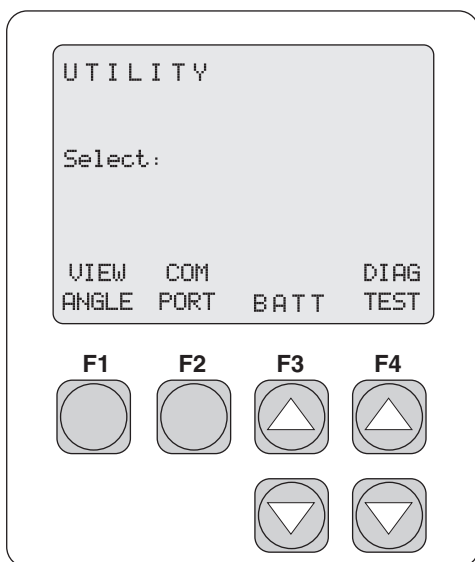 UTILITY
Select:
VIEW COM DIAG
ANGLE PORT BATT TEST
F1 F2 F3 F4